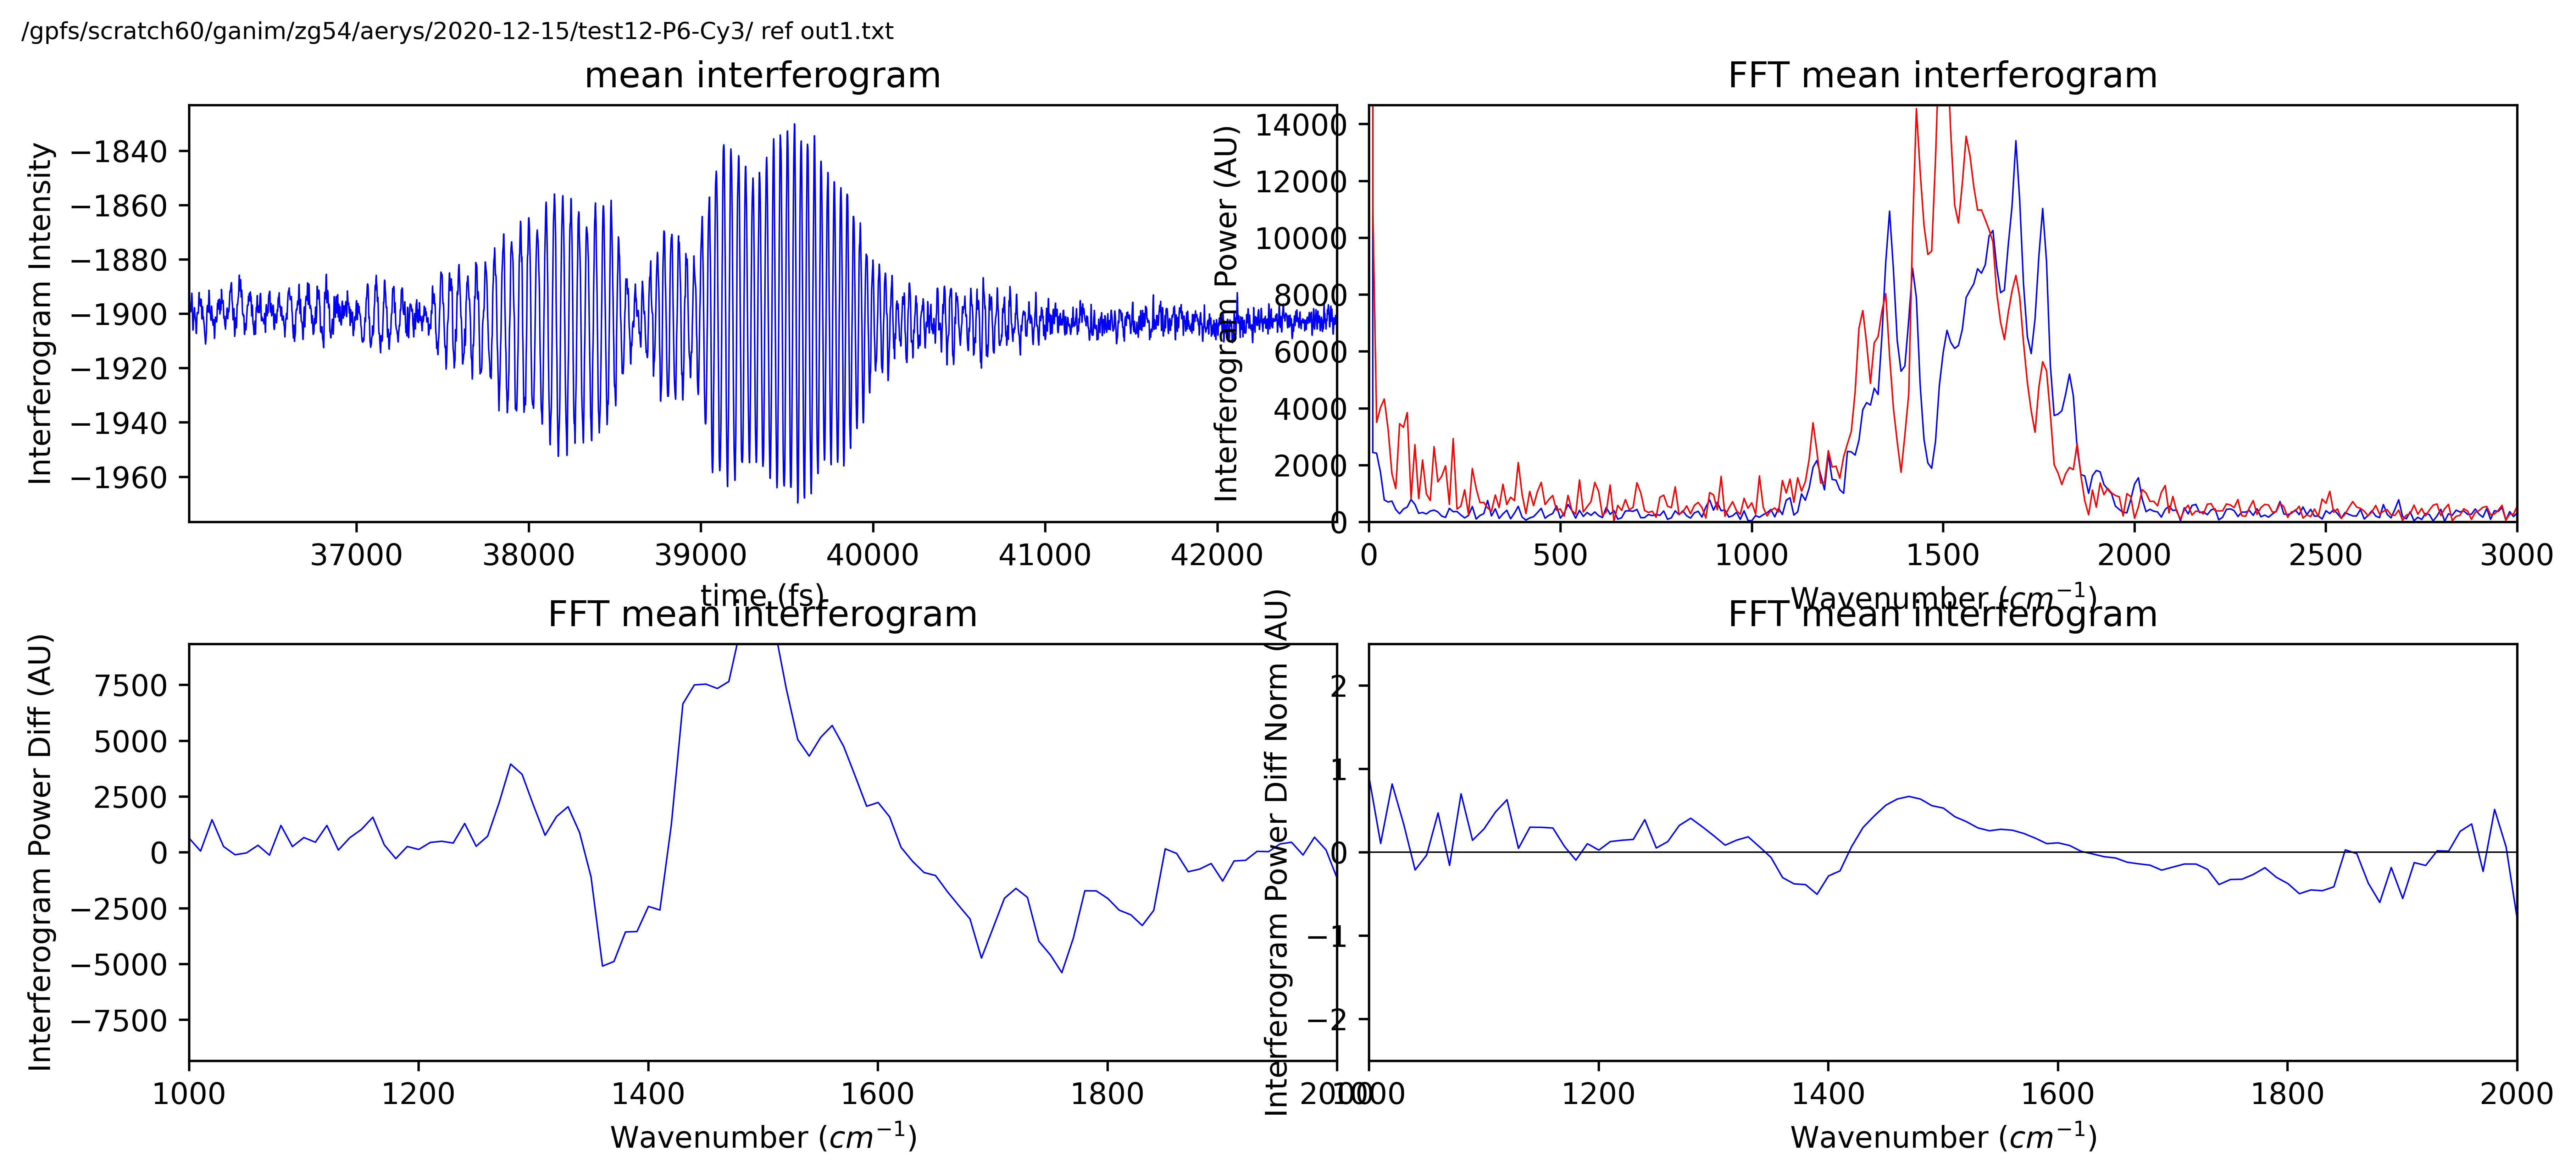 /gpfs/scratch60/ganim/zg54/aerys/2020-12-15/test12-P6-Cy3/ ref out1.txt
mean interferogram
Interferogram Intensity
−1840
−1860
−1880
−1900
−1920
−1940
−1960
37000 38000 39000 40000 41000 42000
time (fs)
FFT mean interferogram
Interferogram Power (AU)
14000
12000
10000
8000
6000
4000
2000
0
0 500 1000 1500 2000 2500 3000
Wavenumber (cm⁻¹)
FFT mean interferogram
Interferogram Power Diff (AU)
7500
5000
2500
0
−2500
−5000
−7500
1000 1200 1400 1600 1800 2000
Wavenumber (cm⁻¹)
FFT mean interferogram
Interferogram Power Diff Norm (AU)
2
1
0
−1
−2
1000 1200 1400 1600 1800 2000
Wavenumber (cm⁻¹)